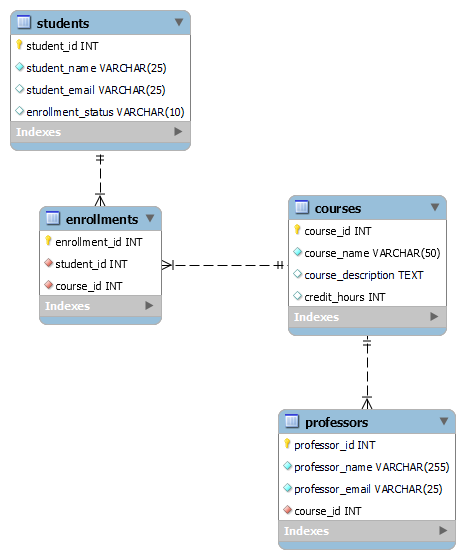 students
student_id INT
student_name VARCHAR(25)
student_email VARCHAR(25)
enrollment_status VARCHAR(10)
Indexes
enrollments
enrollment_id INT
student_id INT
course_id INT
Indexes
courses
course_id INT
course_name VARCHAR(50)
course_description TEXT
credit_hours INT
Indexes
professors
professor_id INT
professor_name VARCHAR(255)
professor_email VARCHAR(25)
course_id INT
Indexes